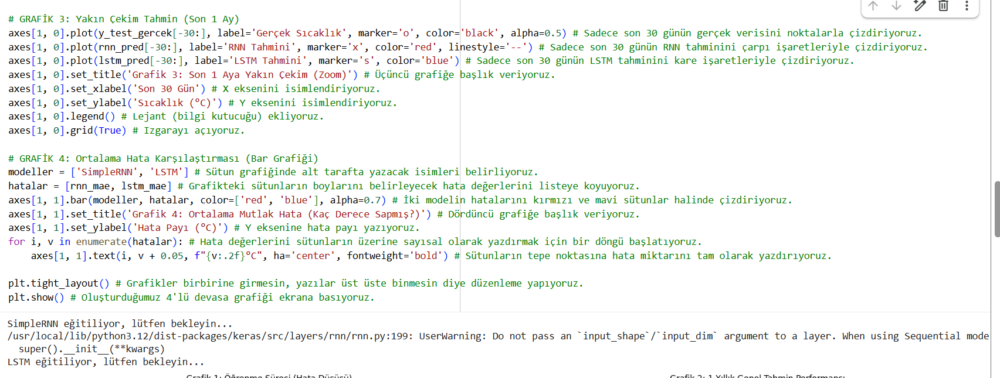 # GRAFİK 3: Yakın Çekim Tahmin (Son 1 Ay)
axes[1, 0].plot(y_test_gercek[-30:], label='Gerçek Sıcaklık', marker='o', color='black', alpha=0.5) # Sadece son 30 günün gerçek verisini noktalarla çizdiriyoruz.
axes[1, 0].plot(rnn_pred[-30:], label='RNN Tahmini', marker='x', color='red', linestyle='--') # Sadece son 30 günün RNN tahminini çarpı işaretleriyle çizdiriyoruz.
axes[1, 0].plot(lstm_pred[-30:], label='LSTM Tahmini', marker='s', color='blue') # Sadece son 30 günün LSTM tahminini kare işaretleriyle çizdiriyoruz.
axes[1, 0].set_title('Grafik 3: Son 1 Aya Yakın Çekim (Zoom)') # Üçüncü grafiğe başlık veriyoruz.
axes[1, 0].set_xlabel('Son 30 Gün') # X eksenini isimlendiriyoruz.
axes[1, 0].set_ylabel('Sıcaklık (°C)') # Y eksenini isimlendiriyoruz.
axes[1, 0].legend() # Lejant (bilgi kutucuğu) ekliyoruz.
axes[1, 0].grid(True) # Izgarayı açıyoruz.
# GRAFİK 4: Ortalama Hata Karşılaştırması (Bar Grafiği)
modeller = ['SimpleRNN', 'LSTM'] # Sütun grafiğinde alt tarafta yazacak isimleri belirliyoruz.
hatalar = [rnn_mae, lstm_mae] # Grafikteki sütunların boylarını belirleyecek hata değerlerini listeye koyuyoruz.
axes[1, 1].bar(modeller, hatalar, color=['red', 'blue'], alpha=0.7) # İki modelin hatalarını kırmızı ve mavi sütunlar halinde çizdiriyoruz.
axes[1, 1].set_title('Grafik 4: Ortalama Mutlak Hata (Kaç Derece Sapmış?)') # Dördüncü grafiğe başlık veriyoruz.
axes[1, 1].set_ylabel('Hata Payı (°C)') # Y eksenine hata payı yazıyoruz.
for i, v in enumerate(hatalar): # Hata değerlerini sütunların üzerine sayısal olarak yazdırmak için bir döngü başlatıyoruz.
    axes[1, 1].text(i, v + 0.05, f"{v:.2f}°C", ha='center', fontweight='bold') # Sütunların tepe noktasına hata miktarını tam olarak yazdırıyoruz.
plt.tight_layout() # Grafikler birbirine girmesin, yazılar üst üste binmesin diye düzenleme yapıyoruz.
plt.show() # Oluşturduğumuz 4'lü devasa grafiği ekrana basıyoruz.
SimpleRNN eğitiliyor, lütfen bekleyin...
/usr/local/lib/python3.12/dist-packages/keras/src/layers/rnn/rnn.py:199: UserWarning: Do not pass an `input_shape`/`input_dim` argument to a layer. When using Sequential mode
  super().__init__(**kwargs)
LSTM eğitiliyor, lütfen bekleyin...
Grafik 1: Öğrenme Süreci (Hata Düşüşü)
Grafik 2: 1 Yıllık Genel Tahmin Performansı